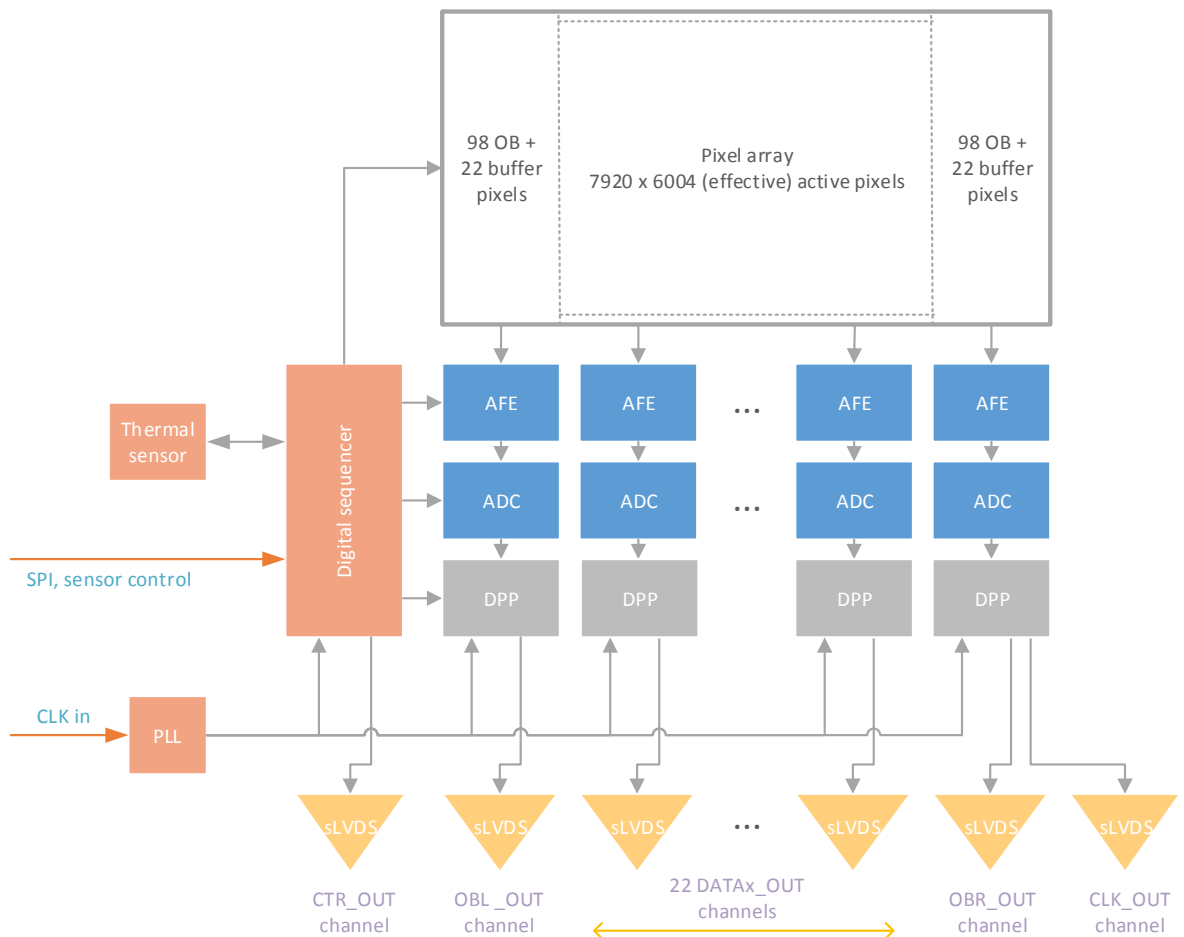 98 OB +
22 buffer
pixels
Pixel array
7920 x 6004 (effective) active pixels
98 OB +
22 buffer
pixels
AFE
AFE
...
AFE
AFE
Thermal
sensor
Digital sequencer
ADC
ADC
...
ADC
ADC
SPI, sensor control
DPP
DPP
DPP
DPP
CLK in
PLL
sLVDS
sLVDS
sLVDS
...
sLVDS
sLVDS
sLVDS
CTR_OUT
channel
OBL _OUT
channel
22 DATAx_OUT
channels
OBR_OUT
channel
CLK_OUT
channel